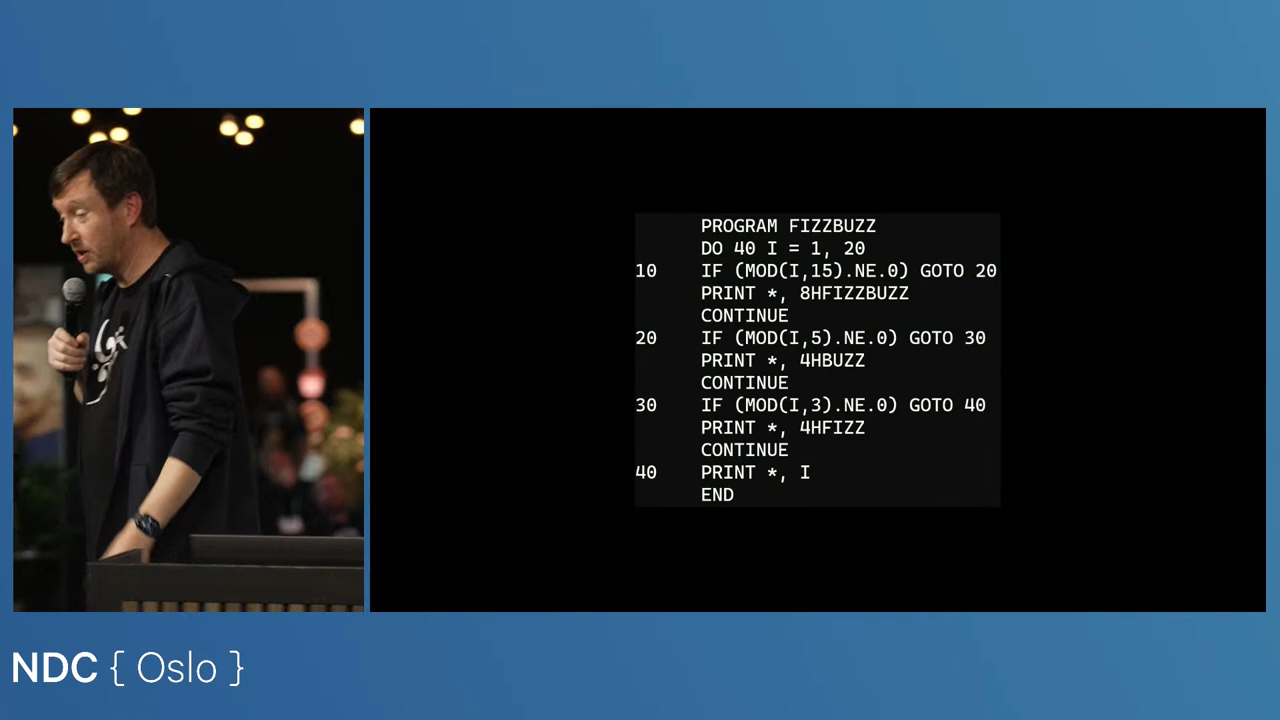 PROGRAM FIZZBUZZ
DO 40 I = 1, 20
10 IF (MOD(I,15).NE.0) GOTO 20
PRINT *, 8HFIZZBUZZ
CONTINUE
20 IF (MOD(I,5).NE.0) GOTO 30
PRINT *, 4HBUZZ
CONTINUE
30 IF (MOD(I,3).NE.0) GOTO 40
PRINT *, 4HFIZZ
CONTINUE
40 PRINT *, I
END
NDC { Oslo }